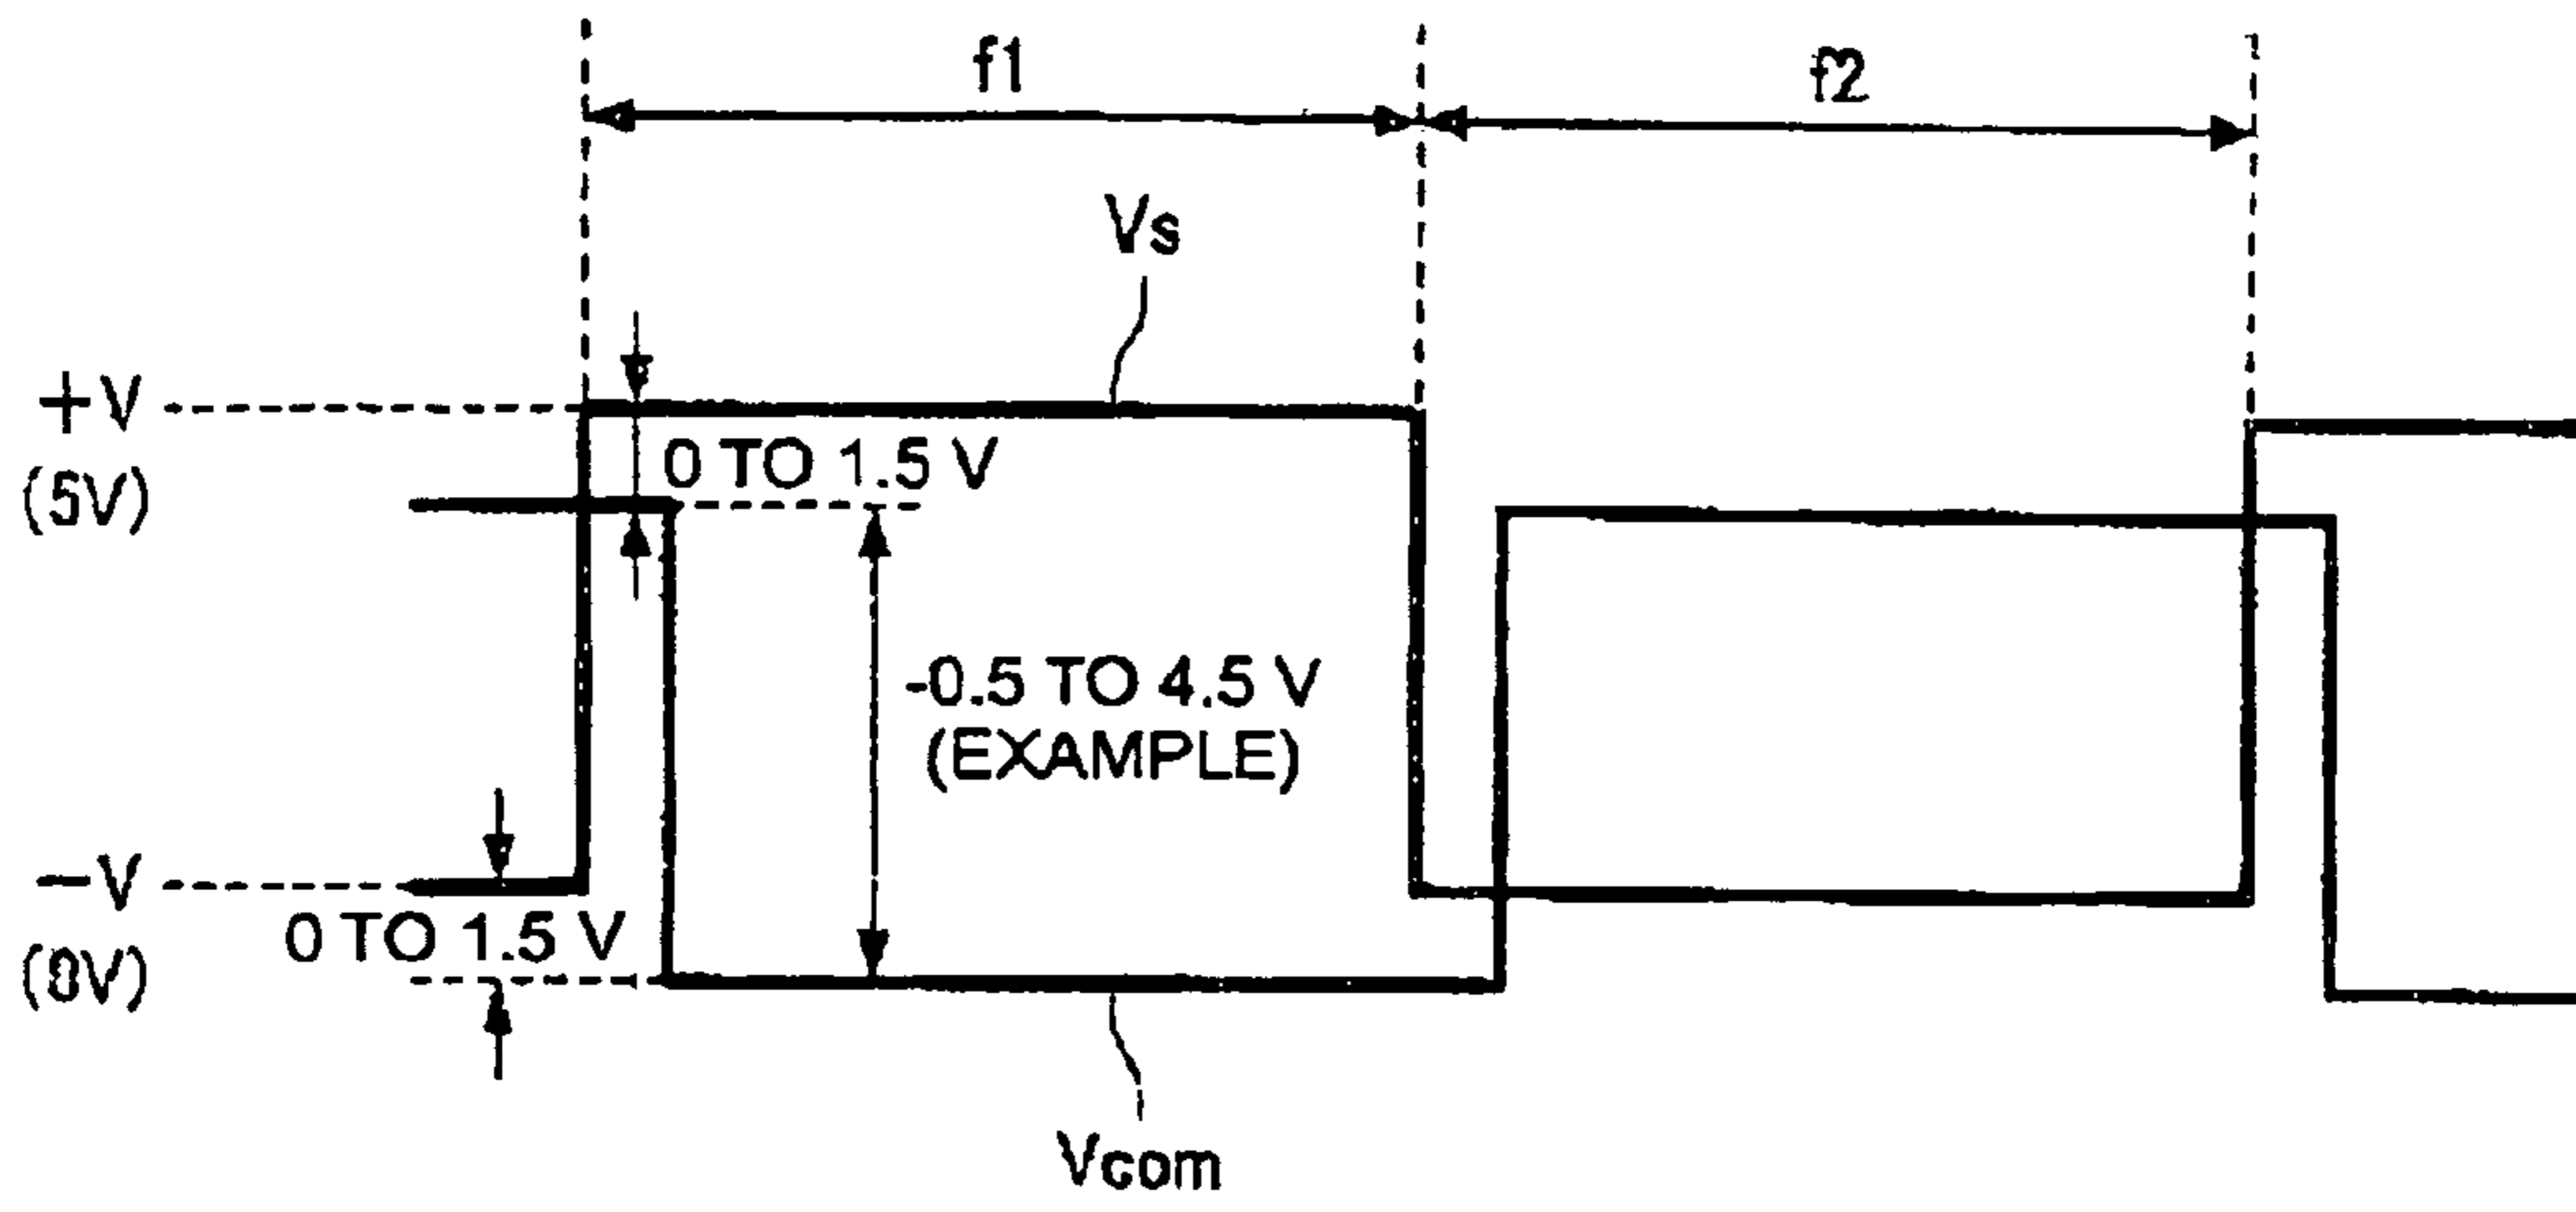 f1
f2
Vs
+V
(5V)
0 TO 1.5 V
-0.5 TO 4.5 V
(EXAMPLE)
−V
(0V)
0 TO 1.5 V
Vcom